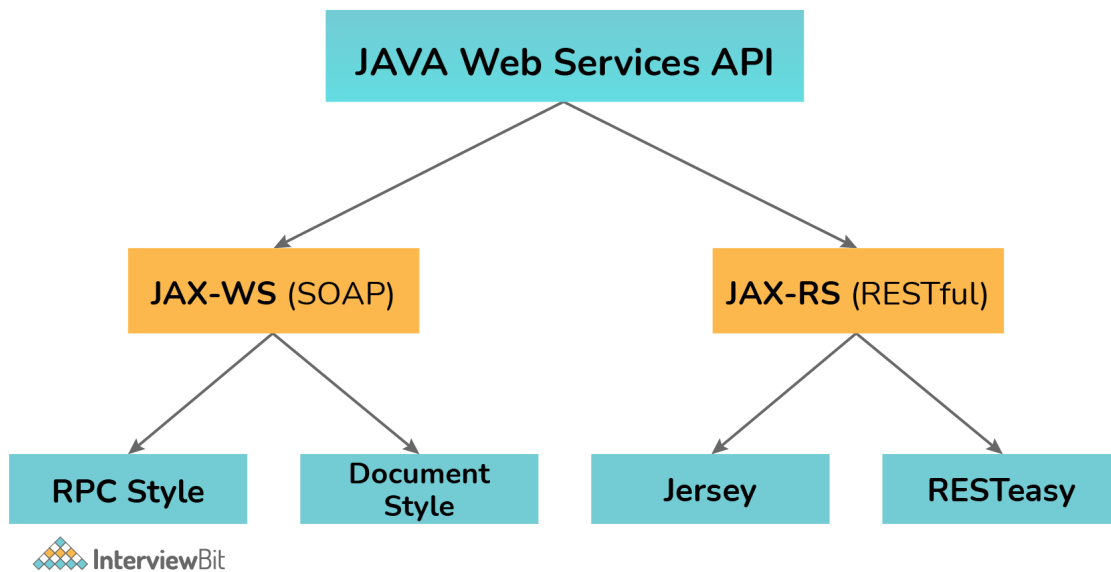 JAVA Web Services API
JAX-WS (SOAP)
JAX-RS (RESTful)
RPC Style
Document
Style
Jersey
RESTeasy
InterviewBit